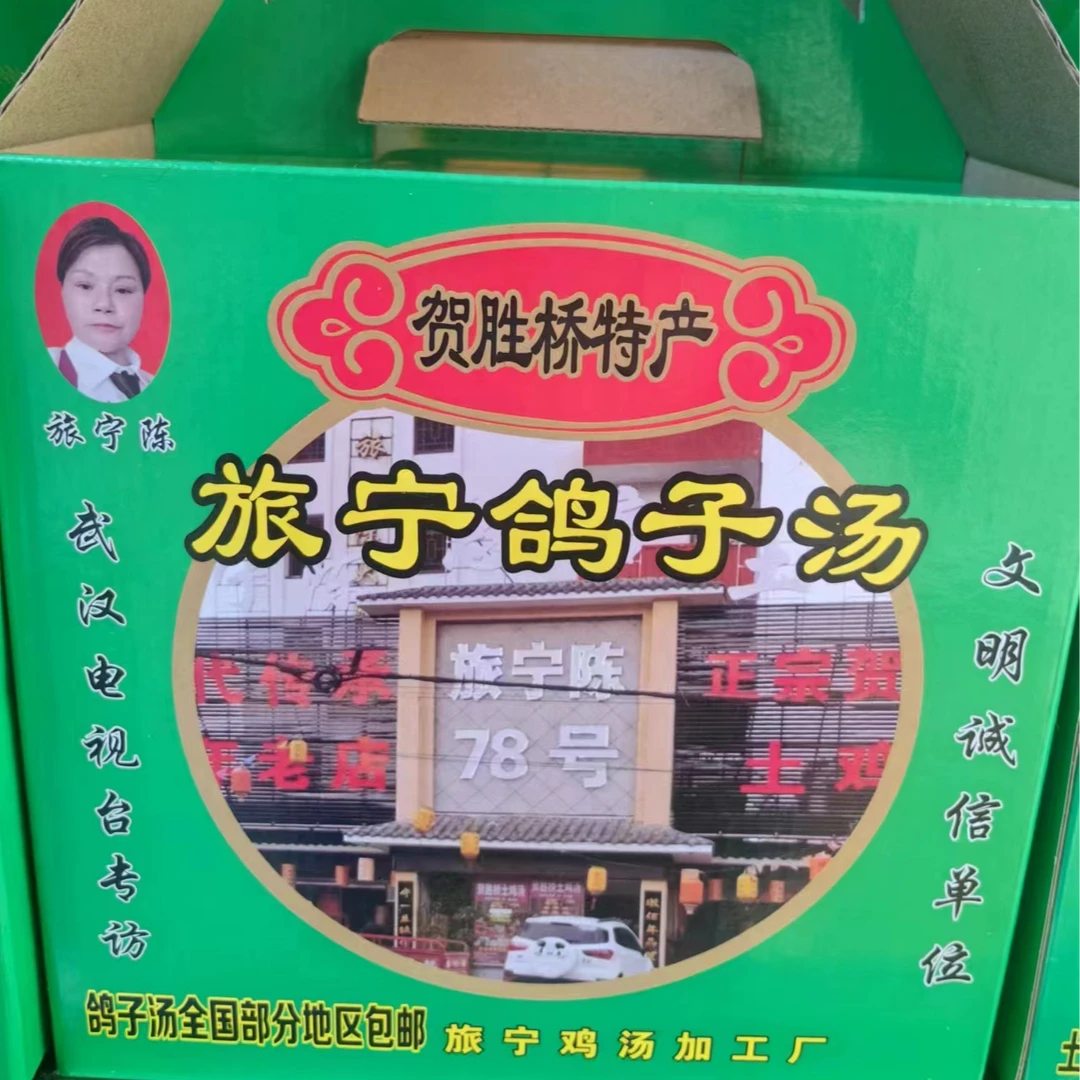 贺胜桥特产
旅宁陈
旅宁鸽子汤
武汉电视台专访
文明诚信单位
旅
代传承
旅宁陈
正宗贺
78号
年老店
土鸡
鸽子汤全国部分地区包邮
旅宁鸡汤加工厂
土